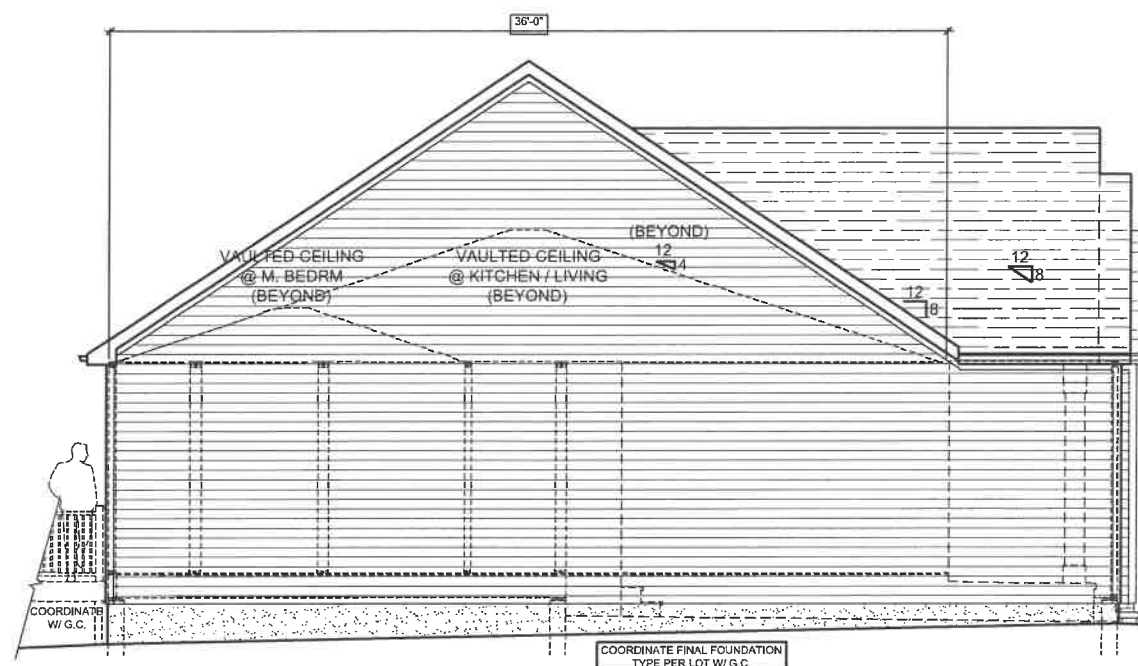 36'-0"
(BEYOND)
12
4
VAULTED CEILING
@ M. BEDRM
(BEYOND)
VAULTED CEILING
@ KITCHEN / LIVING
(BEYOND)
12
8
12
8
COORDINATE
W/ G.C.
COORDINATE FINAL FOUNDATION
TYPE PER LOT W/ G.C